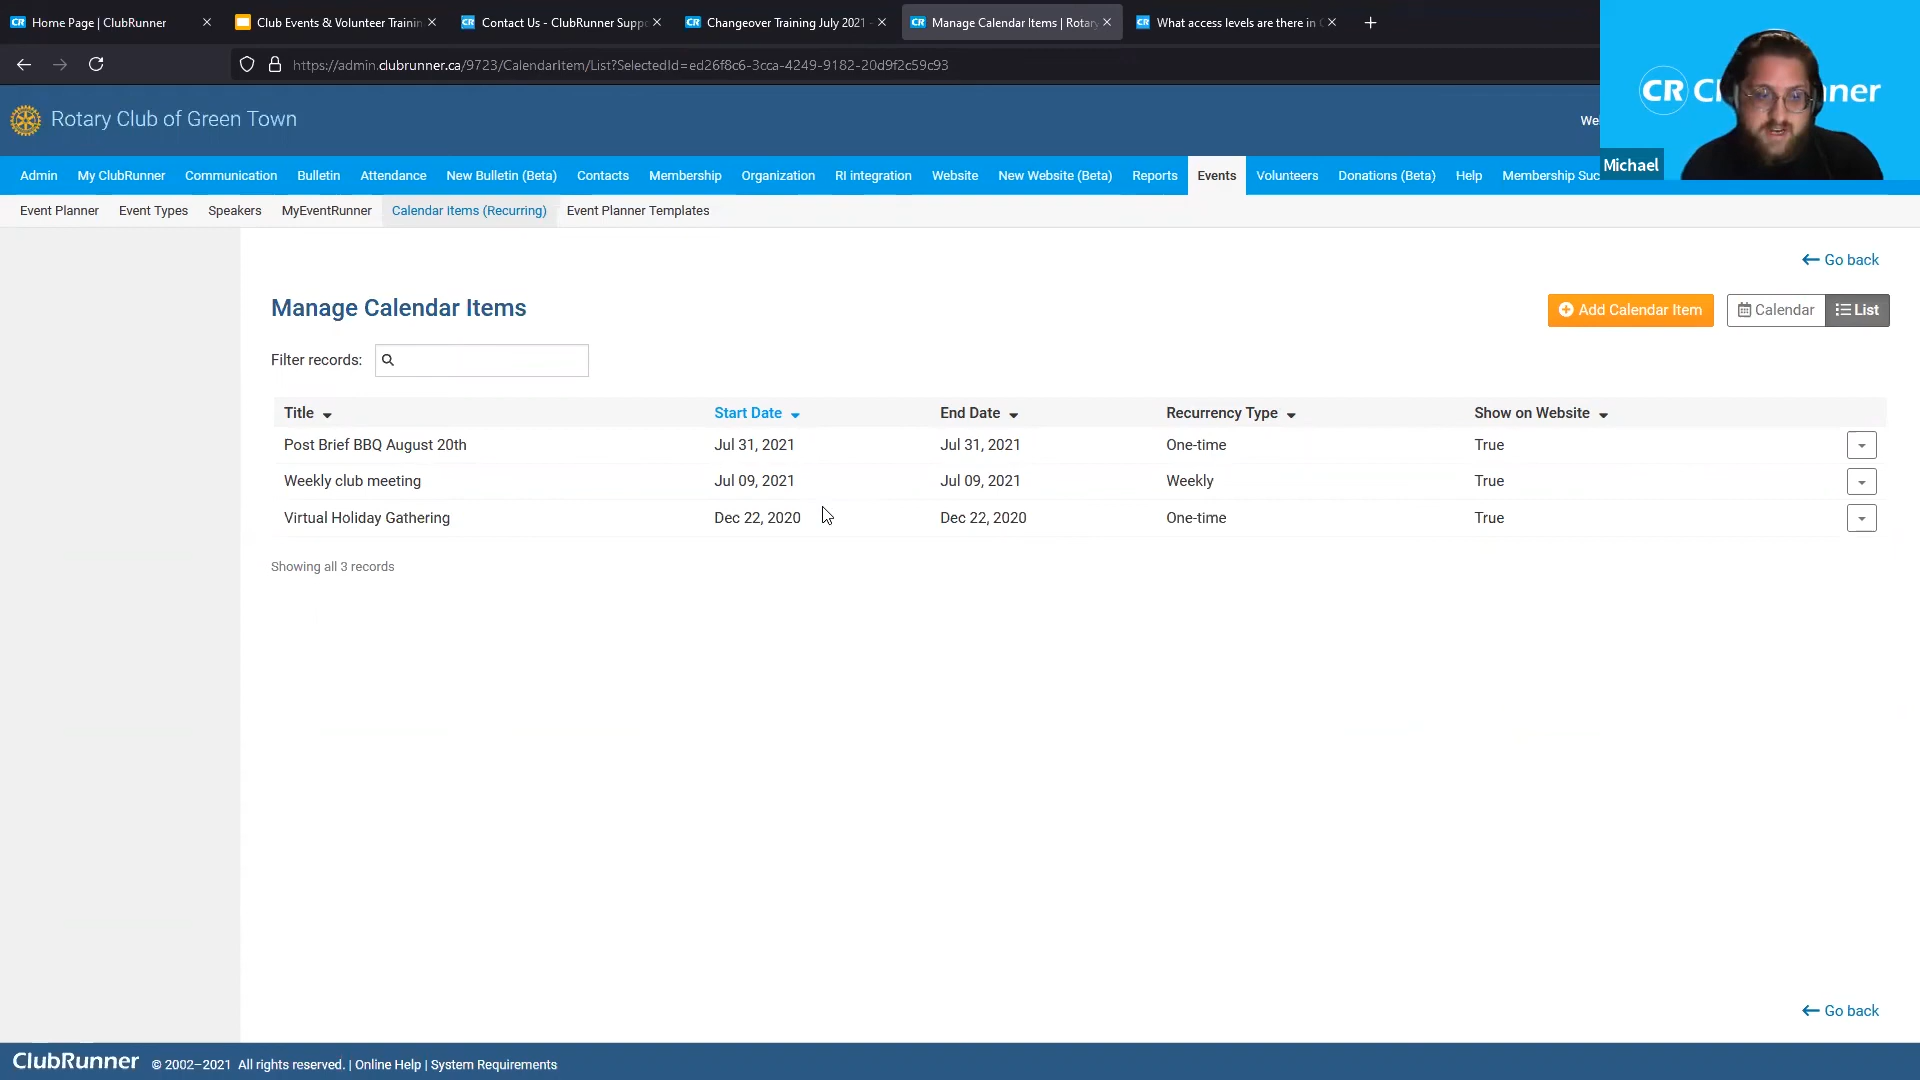 Home Page | ClubRunner
Club Events & Volunteer Trainin
Contact Us - ClubRunner Suppo
Changeover Training July 2021 -
Manage Calendar Items | Rotary
What access levels are there in C
https://admin.clubrunner.ca/9723/CalendarItem/List?SelectedId=ed26f8c6-3cca-4249-9182-20d9f2c59c93
CR Cl nner
Rotary Club of Green Town
We
Michael
Admin My ClubRunner Communication Bulletin Attendance New Bulletin (Beta) Contacts Membership Organization RI integration Website New Website (Beta) Reports Events Volunteers Donations (Beta) Help Membership Suc
Event Planner Event Types Speakers MyEventRunner Calendar Items (Recurring) Event Planner Templates
Go back
Manage Calendar Items
Add Calendar Item Calendar List
Filter records:
Title Start Date End Date Recurrency Type Show on Website
Post Brief BBQ August 20th Jul 31, 2021 Jul 31, 2021 One-time True
Weekly club meeting Jul 09, 2021 Jul 09, 2021 Weekly True
Virtual Holiday Gathering Dec 22, 2020 Dec 22, 2020 One-time True
Showing all 3 records
Go back
ClubRunner © 2002–2021 All rights reserved. | Online Help | System Requirements